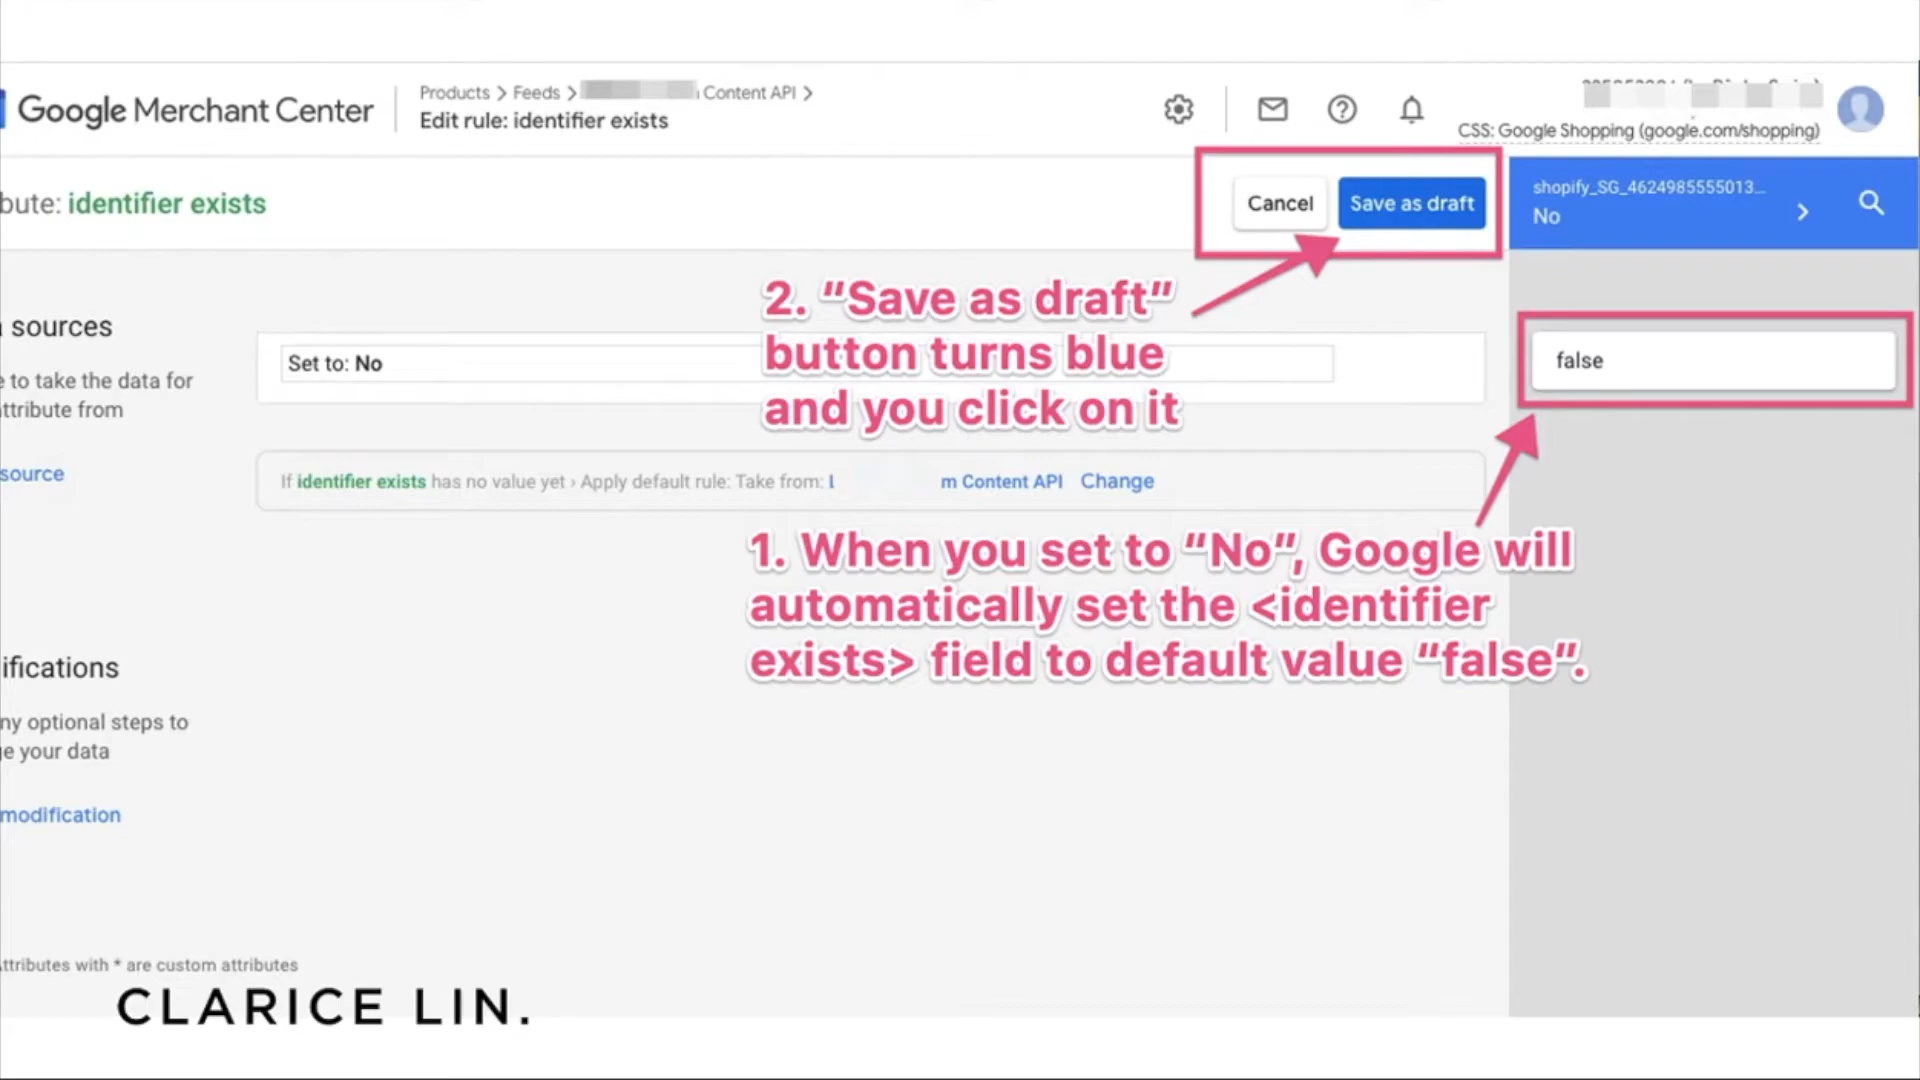 Google Merchant Center
Products > Feeds > Content API >
Edit rule: identifier exists
CSS: Google Shopping (google.com/shopping)
bute: identifier exists
Cancel
Save as draft
shopify_SG_4624985555013...
No
2. “Save as draft”
button turns blue
and you click on it
sources
e to take the data for
attribute from
source
Set to: No
false
If identifier exists has no value yet › Apply default rule: Take from: m Content API Change
1. When you set to “No”, Google will
automatically set the <identifier
exists> field to default value “false”.
ifications
ny optional steps to
ge your data
modification
Attributes with * are custom attributes
CLARICE LIN.